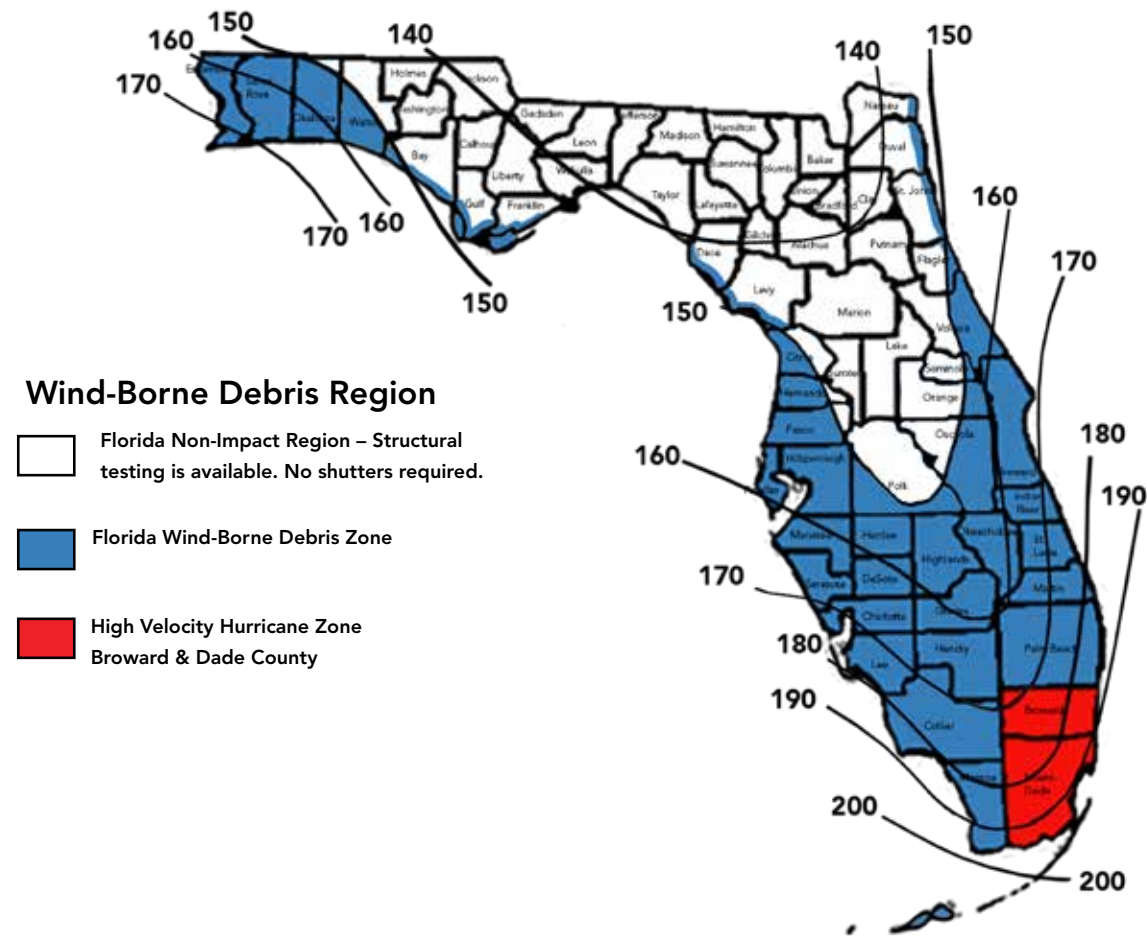 150
140
160
140
150
170
Holmes
Jackson
Santa
Rosa
Okaloosa
Walton
Washington
Bay
Calhoun
Gulf
Liberty
Franklin
Gadsden
Leon
Wakulla
Jefferson
Madison
Hamilton
Suwannee
Columbia
Baker
Nassau
Duval
Taylor
Lafayette
Union
Bradford
Clay
St. Johns
160
170
160
170
150
Dixie
Gilchrist
Alachua
Putnam
Flagler
150
Levy
Marion
Volusia
Citrus
Sumter
Lake
Seminole
Hernando
Orange
Pasco
Osceola
Wind-Borne Debris Region
Florida Non-Impact Region – Structural
testing is available. No shutters required.
Florida Wind-Borne Debris Zone
High Velocity Hurricane Zone
Broward & Dade County
180
160
Hillsborough
Polk
Brevard
190
Indian
River
Manatee
Hardee
Highlands
Okeechobee
St.
Lucie
170
Sarasota
DeSoto
Martin
Charlotte
Glades
180
Lee
Hendry
Palm Beach
190
Collier
Broward
Monroe
Miami-
Dade
200
200